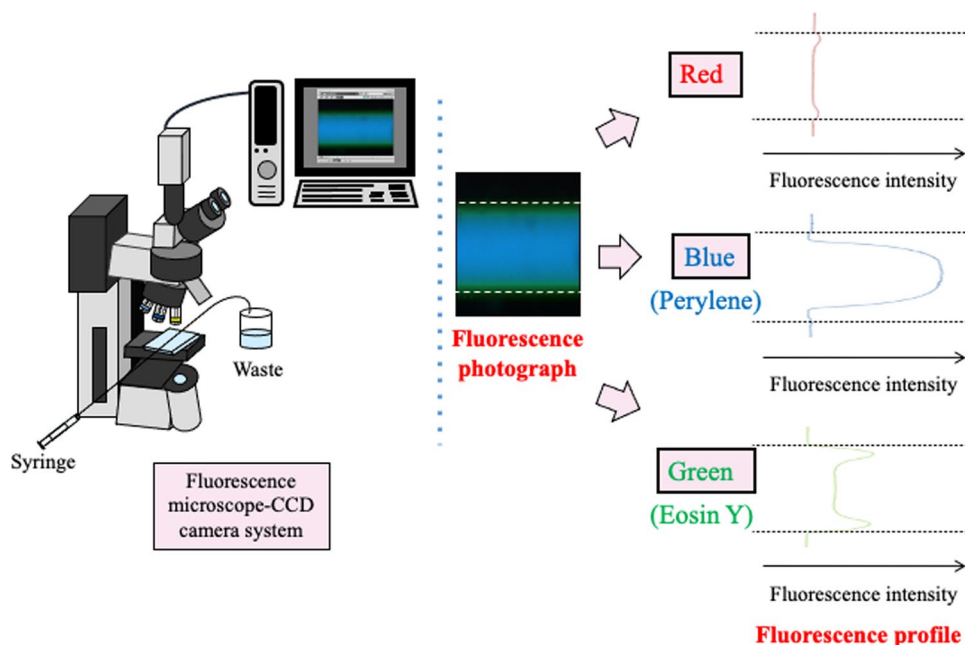 Waste
Syringe
Fluorescence
microscope-CCD
camera system
Fluorescence
photograph
Red
Fluorescence intensity
Blue
(Perylene)
Fluorescence intensity
Green
(Eosin Y)
Fluorescence intensity
Fluorescence profile